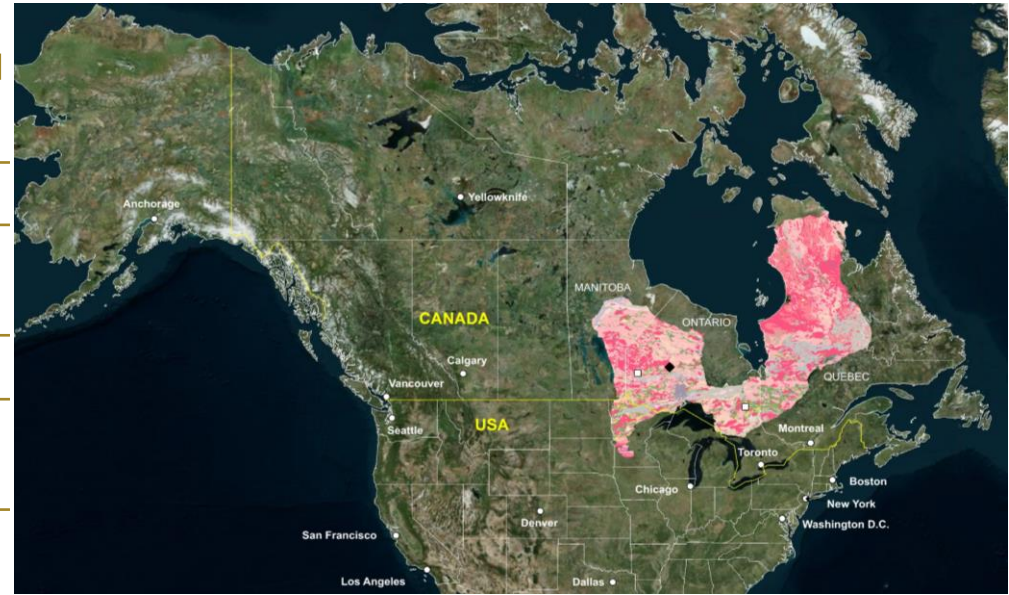 Anchorage
Yellowknife
MANITOBA
CANADA
ONTARIO
Calgary
QUEBEC
Vancouver
USA
Seattle
Montreal
Toronto
Boston
Chicago
New York
Denver
Washington D.C.
San Francisco
Los Angeles
Dallas